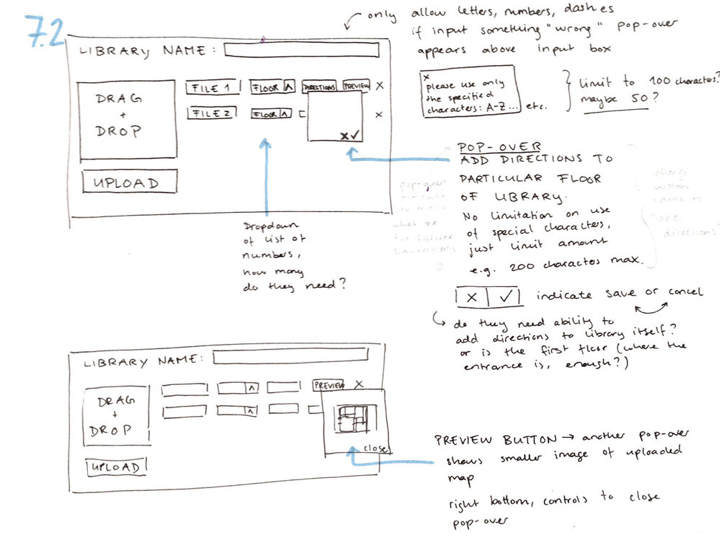 7.2
only allow letters, numbers, dashes
if input something "wrong" pop-over
appears above input box
LIBRARY NAME:
DRAG
+
DROP
UPLOAD
FILE 1 FLOOR ^ DIRECTIONS PREVIEW X
FILE 2 FLOOR ^ X
X ✓
x
please use only
the specified
characters: A-Z... etc.
limit to 100 characters?
maybe 50?
POP-OVER
ADD DIRECTIONS TO
PARTICULAR FLOOR
OF LIBRARY.
No limitation on use
of special characters,
just limit amount
e.g. 200 characters max.
Dropdown
of list of
numbers,
how many
do they need?
X ✓ indicate save or cancel
do they need ability to
add directions to library itself?
or is the first floor (where the
entrance is, enough?)
LIBRARY NAME:
DRAG
+
DROP
UPLOAD
^ PREVIEW X
^
close
PREVIEW BUTTON → another pop-over
shows smaller image of uploaded
map
right bottom, controls to close
pop-over